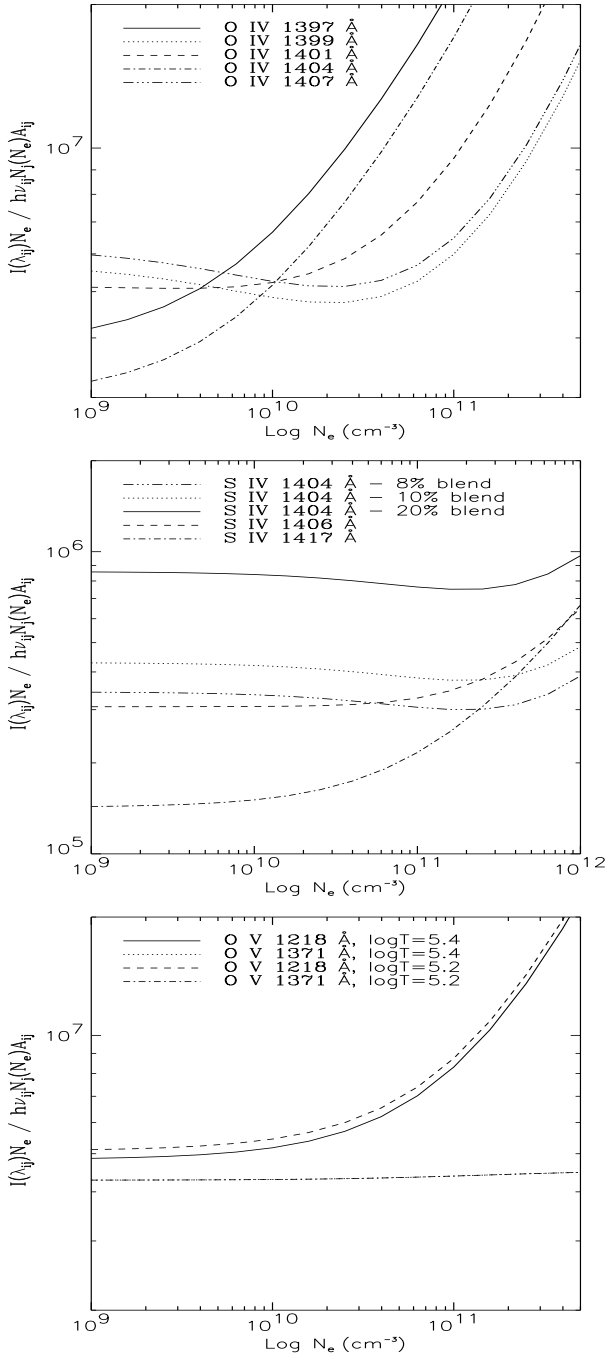 O IV 1397 Å
O IV 1399 Å
O IV 1401 Å
O IV 1404 Å
O IV 1407 Å
10⁷
I(λᵢⱼ)Nₑ / hνᵢⱼNⱼ(Nₑ)Aᵢⱼ
10⁹ 10¹⁰ 10¹¹
Log Nₑ (cm⁻³)
S IV 1404 Å – 8% blend
S IV 1404 Å – 10% blend
S IV 1404 Å – 20% blend
S IV 1406 Å
S IV 1417 Å
10⁶
I(λᵢⱼ)Nₑ / hνᵢⱼNⱼ(Nₑ)Aᵢⱼ
10⁵
10⁹ 10¹⁰ 10¹¹ 10¹²
Log Nₑ (cm⁻³)
O V 1218 Å, logT=5.4
O V 1371 Å, logT=5.4
O V 1218 Å, logT=5.2
O V 1371 Å, logT=5.2
10⁷
I(λᵢⱼ)Nₑ / hνᵢⱼNⱼ(Nₑ)Aᵢⱼ
10⁹ 10¹⁰ 10¹¹
Log Nₑ (cm⁻³)